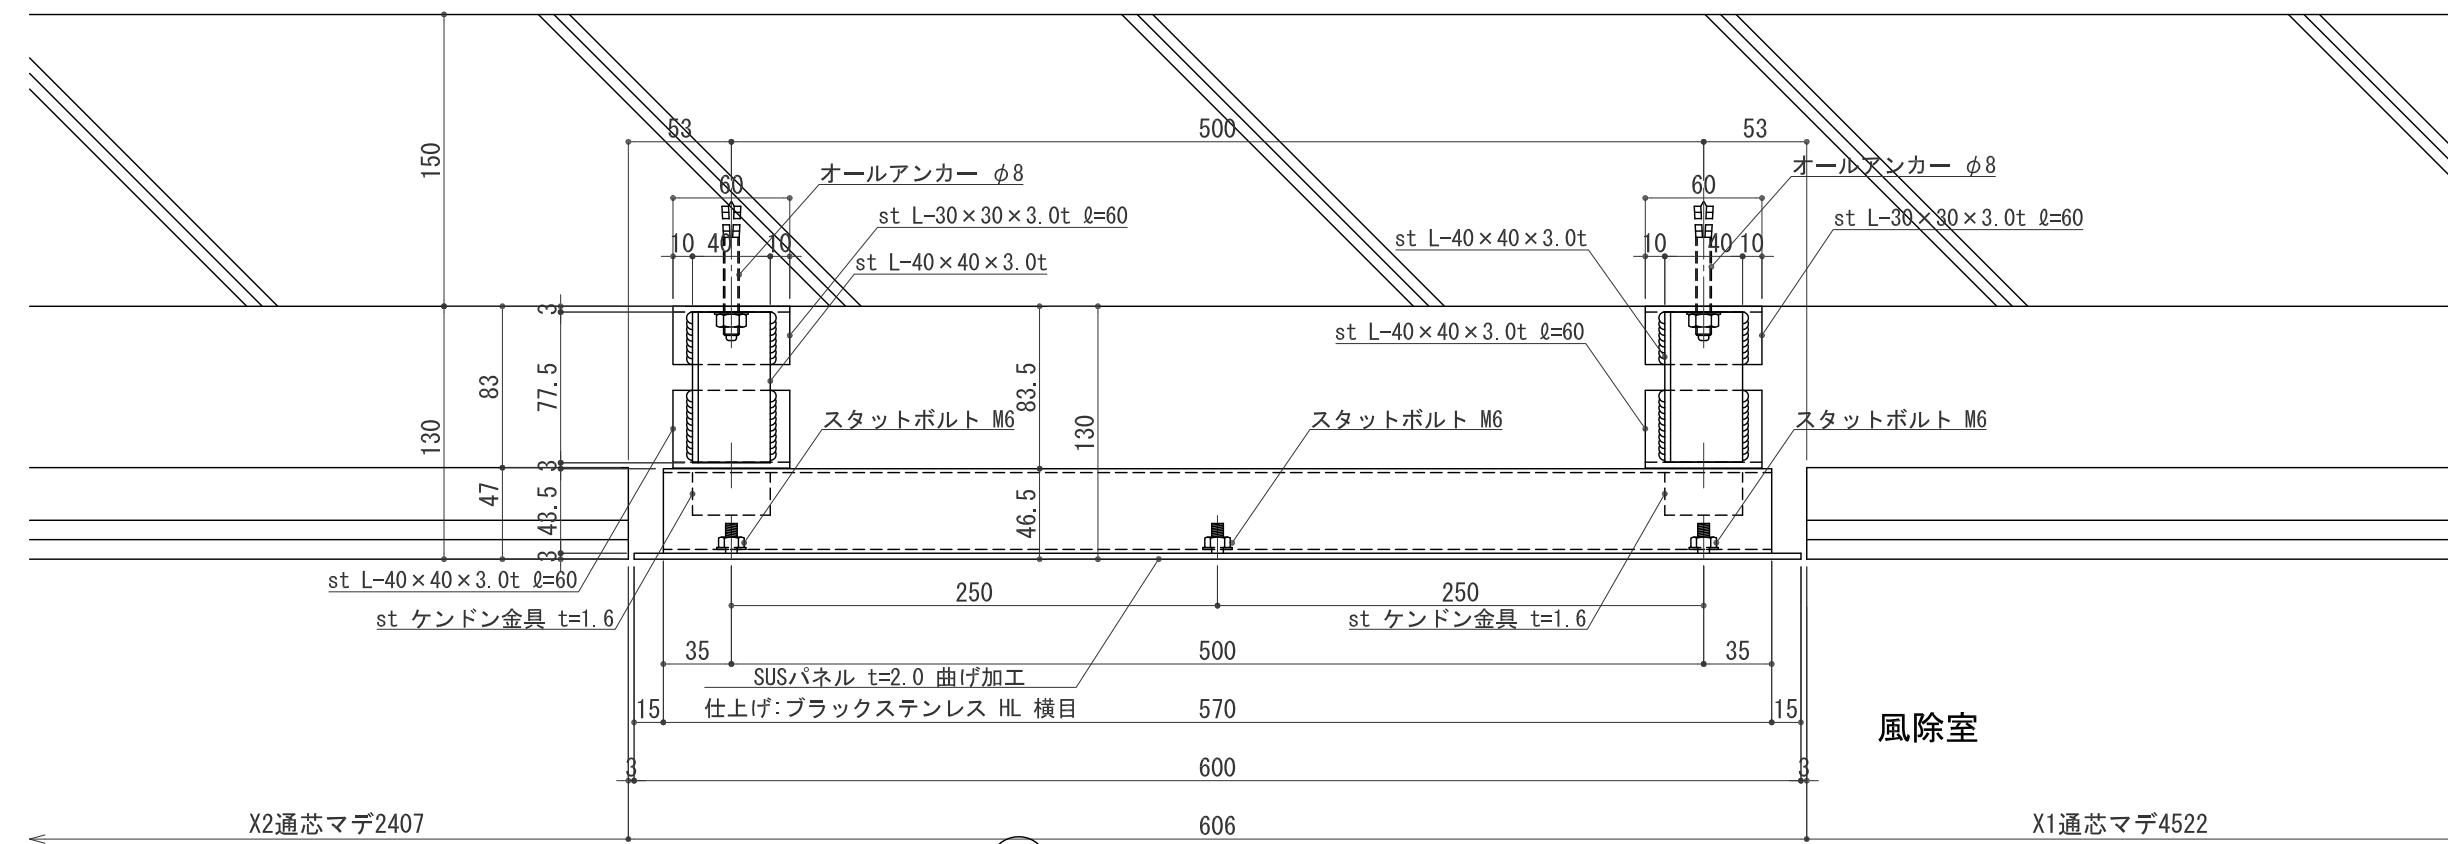 53
500
53
150
オールアンカー φ8
オールアンカー φ8
60
60
st L-30×30×3.0t ℓ=60
st L-30×30×3.0t ℓ=60
10
40
10
st L-40×40×3.0t
10
40
10
st L-40×40×3.0t
3
st L-40×40×3.0t ℓ=60
83
77.5
83.5
130
130
スタットボルト M6
スタットボルト M6
スタットボルト M6
3
47
43.5
46.5
3
st L-40×40×3.0t ℓ=60
250
250
st ケンドン金具 t=1.6
st ケンドン金具 t=1.6
35
500
35
SUSパネル t=2.0 曲げ加工
仕上げ:ブラックステンレス HL 横目
15
570
15
風除室
3
600
3
X2通芯マデ2407
606
X1通芯マデ4522